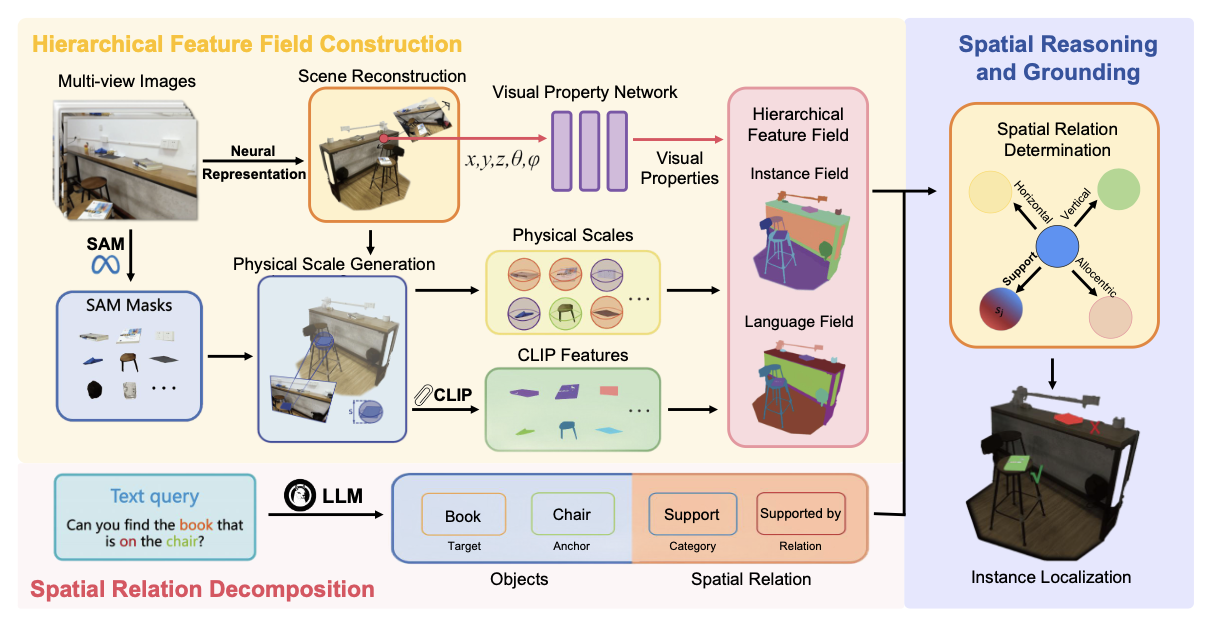 Hierarchical Feature Field Construction
Multi-view Images
Scene Reconstruction
Neural
Representation
x,y,z,θ,φ
Visual Property Network
Visual
Properties
SAM
SAM Masks
...
Physical Scale Generation
s
Physical Scales
...
CLIP
CLIP Features
...
Hierarchical
Feature Field
Instance Field
Language Field
Text query
Can you find the book that
is on the chair?
LLM
Book
Target
Chair
Anchor
Support
Category
Supported by
Relation
Objects
Spatial Relation
Spatial Relation Decomposition
Spatial Reasoning
and Grounding
Spatial Relation
Determination
Horizontal
Vertical
Support
Allocentric
Instance Localization